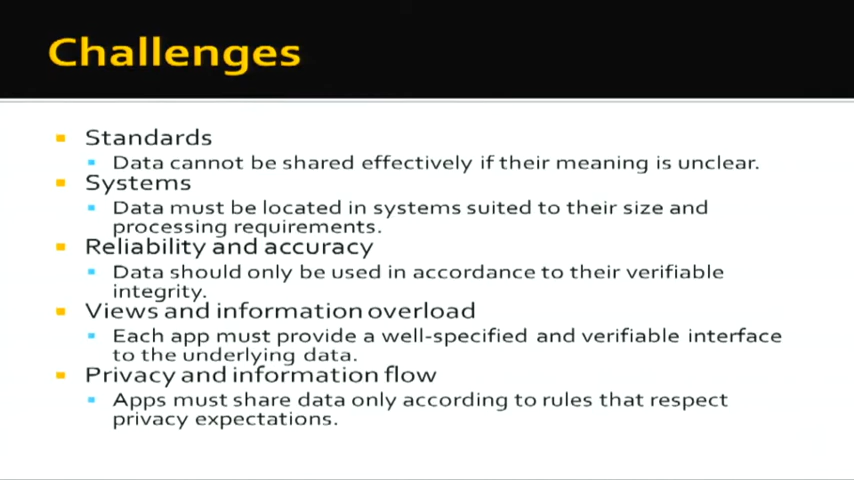 Challenges
Standards
Data cannot be shared effectively if their meaning is unclear.
Systems
Data must be located in systems suited to their size and
processing requirements.
Reliability and accuracy
Data should only be used in accordance to their verifiable
integrity.
Views and information overload
Each app must provide a well-specified and verifiable interface
to the underlying data.
Privacy and information flow
Apps must share data only according to rules that respect
privacy expectations.